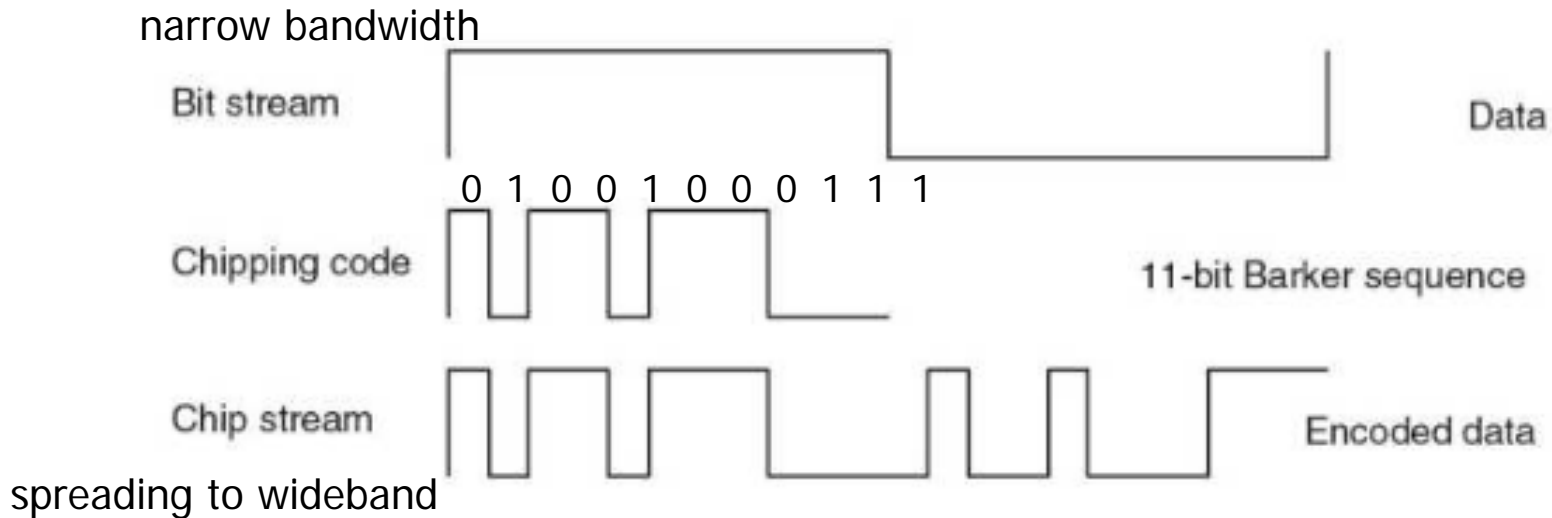 narrow bandwidth
Bit stream
Data
0 1 0 0 1 0 0 0 1 1 1
Chipping code
11-bit Barker sequence
Chip stream
Encoded data
spreading to wideband